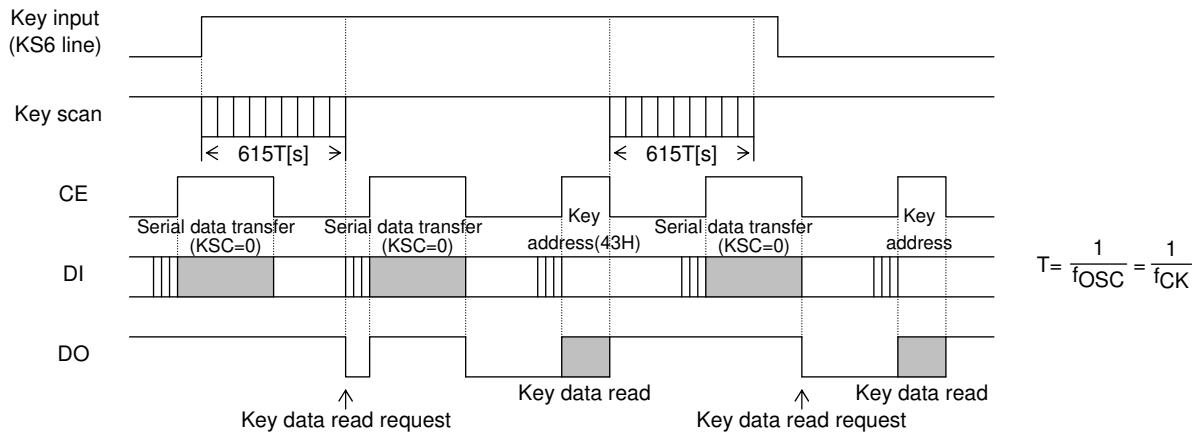 Key input
(KS6 line)
Key scan
615T[s]
615T[s]
CE
Serial data transfer
(KSC=0)
Serial data transfer
(KSC=0)
Key
address(43H)
Serial data transfer
(KSC=0)
Key
address
DI
T= 1/fOSC = 1/fCK
DO
Key data read
Key data read
Key data read request
Key data read request